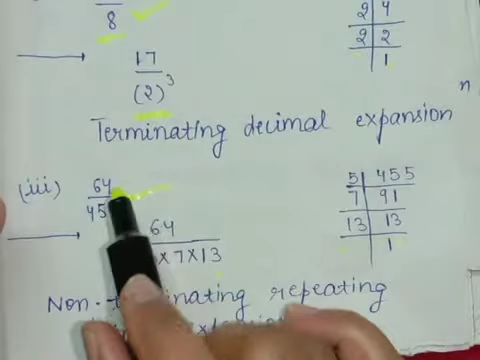 8
2 4
2 2
1
17
(2)³
Terminating decimal expansion
n
(iii) 64
45
64
× 7 × 13
5 455
7 91
13 13
1
Non-terminating repeating